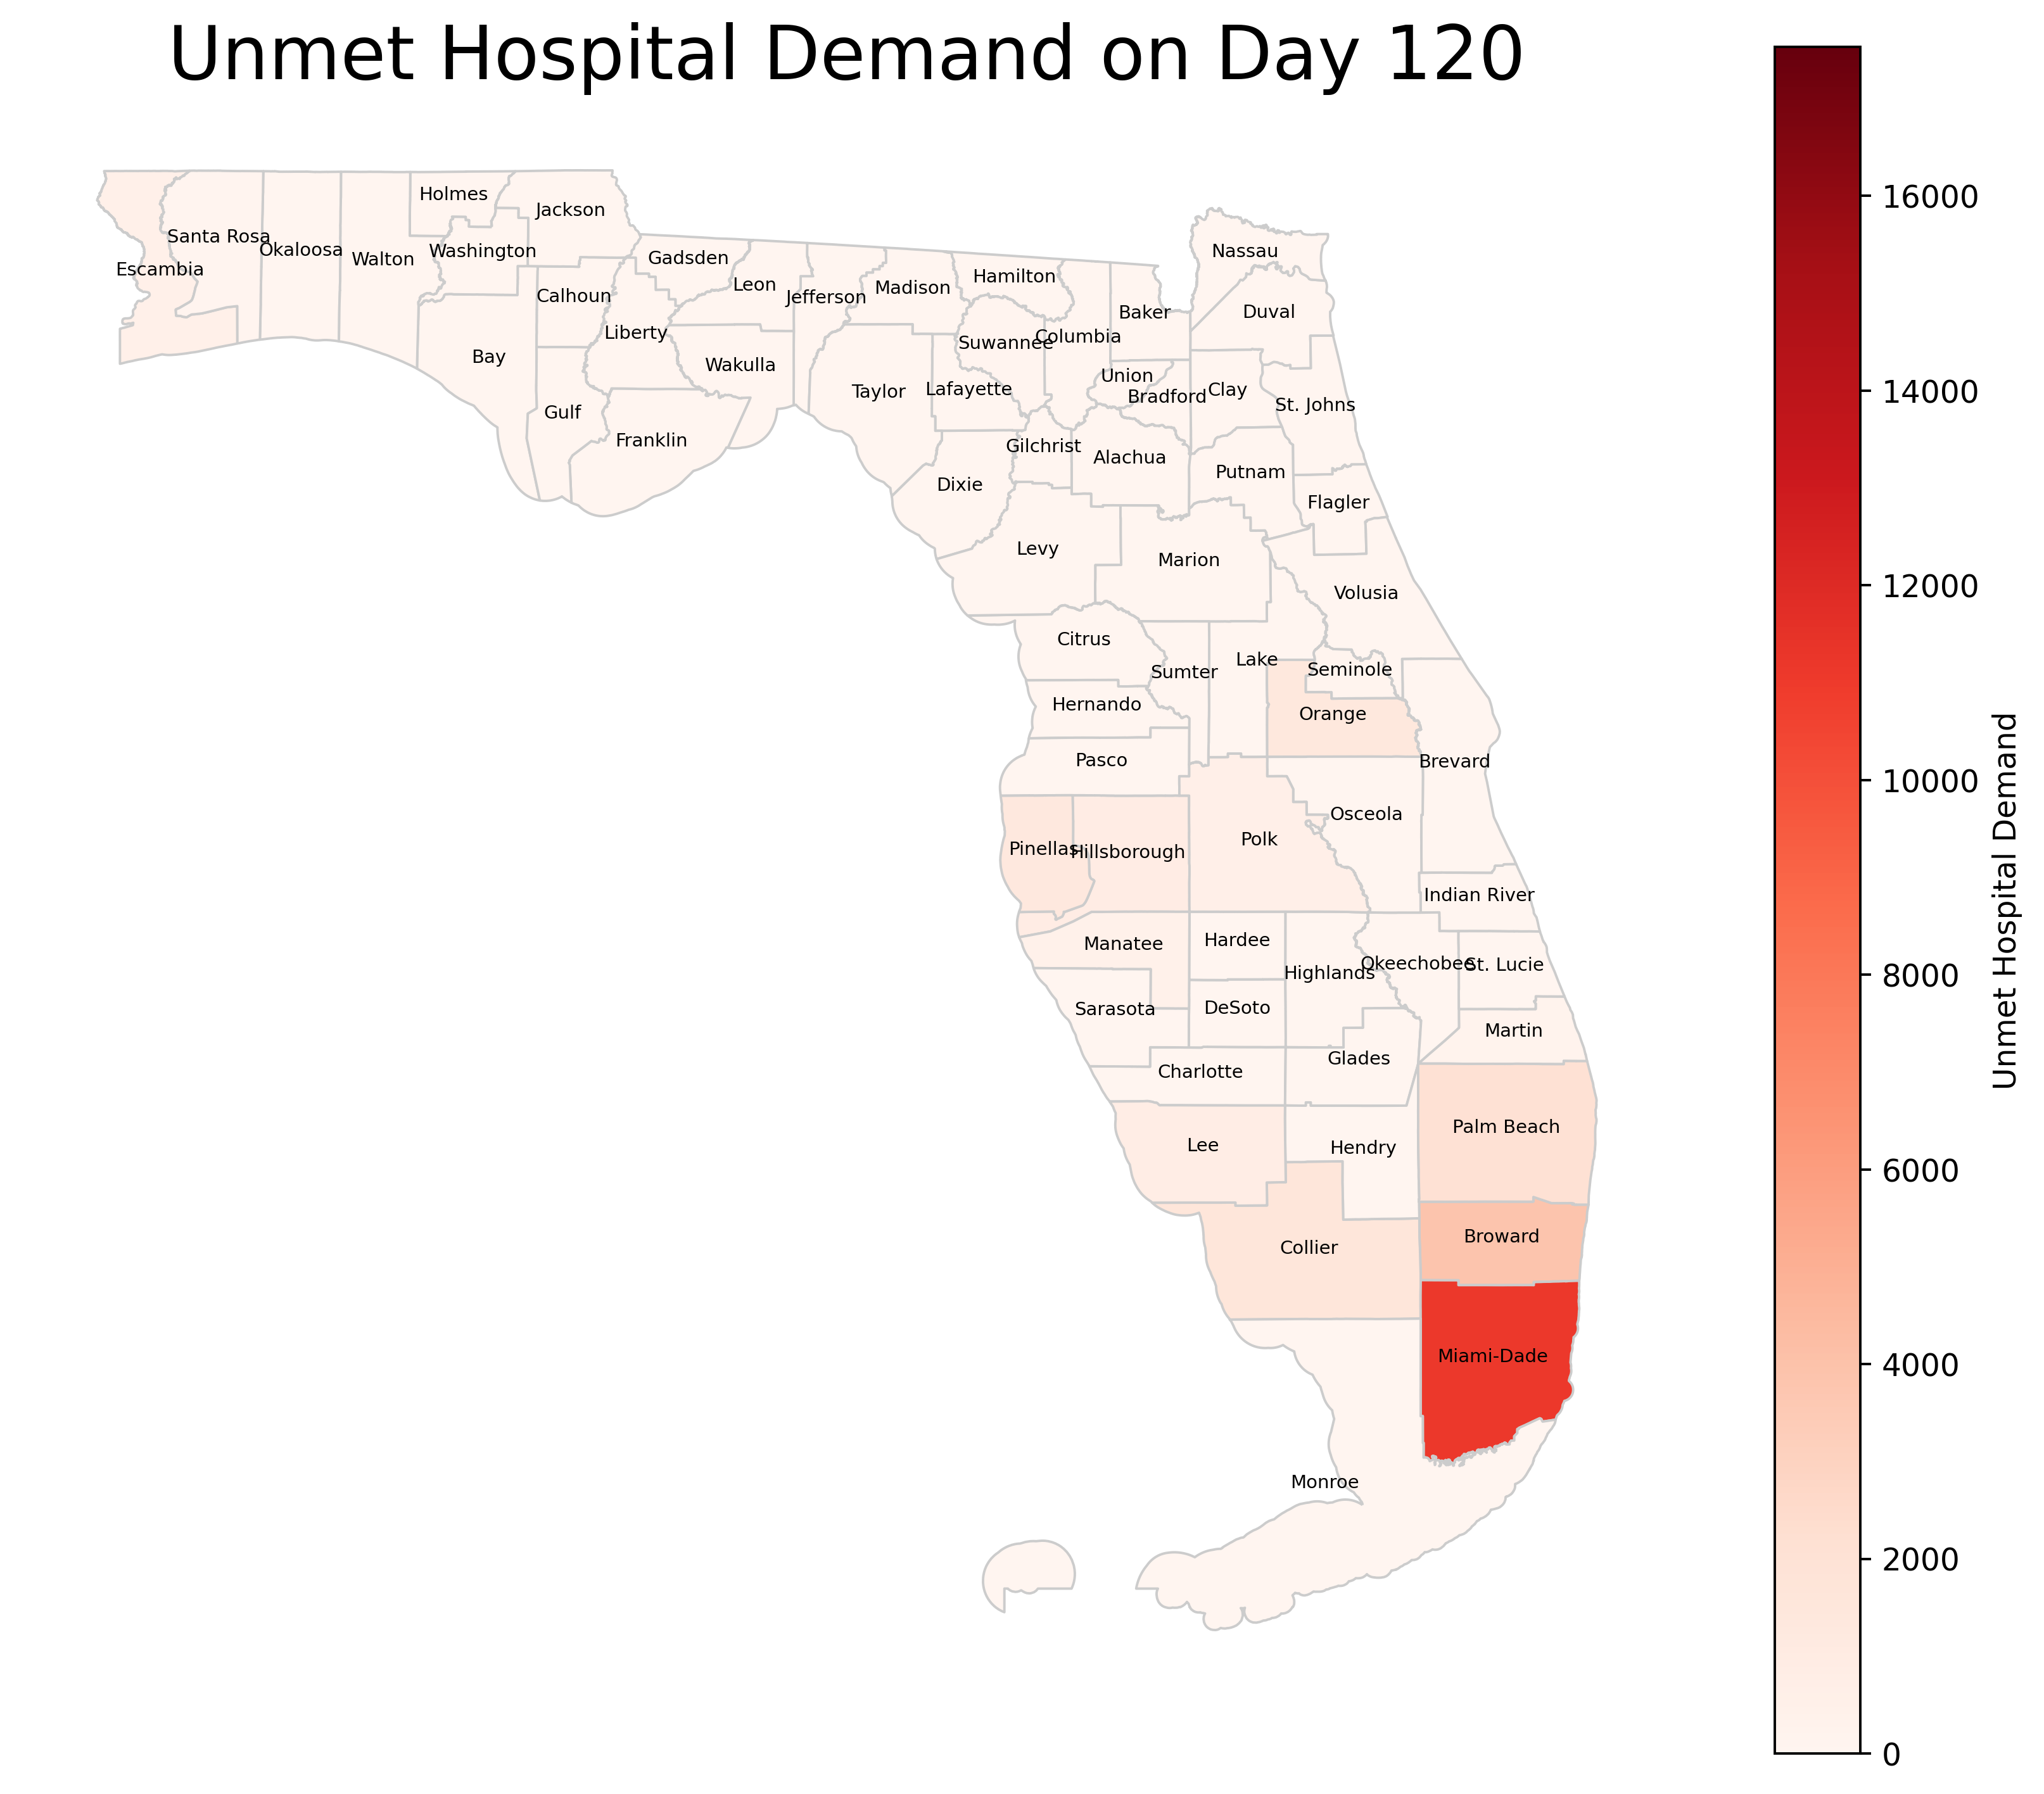 Unmet Hospital Demand on Day 120
Holmes
Jackson
Santa Rosa
Okaloosa
Walton
Washington
Escambia
Gadsden
Leon
Jefferson
Madison
Hamilton
Nassau
Calhoun
Liberty
Baker
Duval
Bay
Wakulla
Suwannee
Columbia
Taylor
Lafayette
Union
Bradford
Clay
St. Johns
Gulf
Franklin
Gilchrist
Alachua
Putnam
Dixie
Flagler
Levy
Marion
Volusia
Citrus
Sumter
Lake
Seminole
Hernando
Orange
Pasco
Brevard
Osceola
Pinellas
Hillsborough
Polk
Indian River
Manatee
Hardee
Highlands
Okeechobee
St. Lucie
Sarasota
DeSoto
Martin
Charlotte
Glades
Palm Beach
Lee
Hendry
Collier
Broward
Miami-Dade
Monroe
16000
14000
12000
10000
8000
6000
4000
2000
0
Unmet Hospital Demand